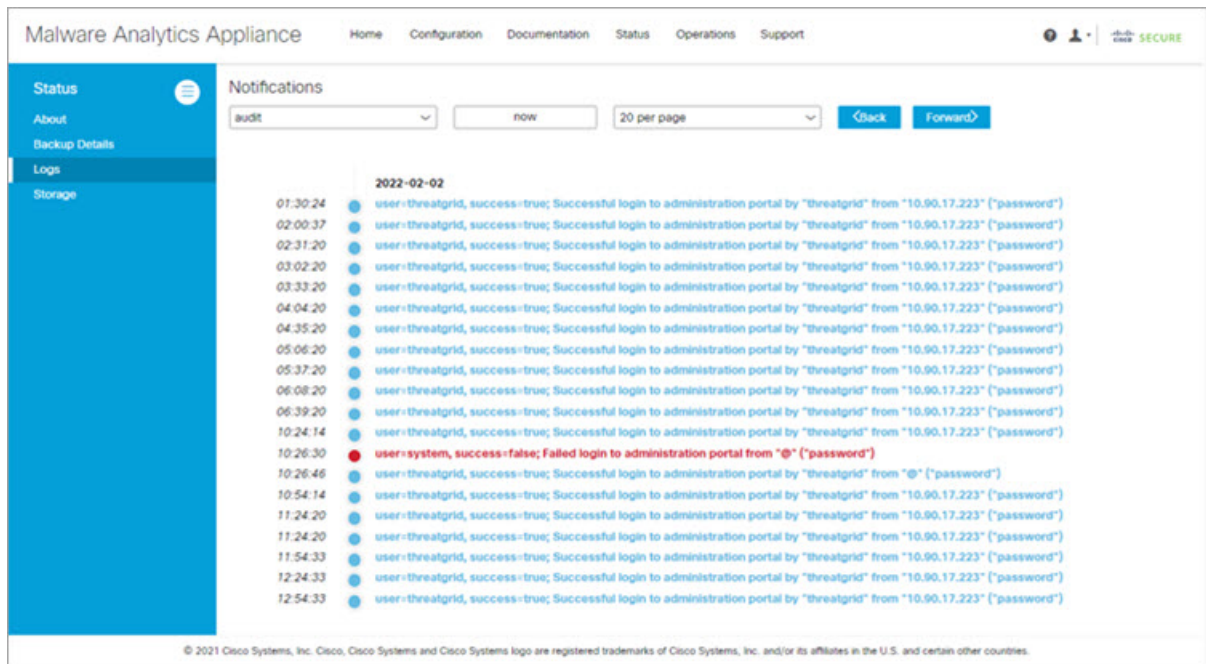 Malware Analytics Appliance Home Configuration Documentation Status Operations Support cisco SECURE
Status
About
Backup Details
Logs
Storage
Notifications
audit now 20 per page <Back Forward>
2022-02-02
01:30:24 user=threatgrid, success=true; Successful login to administration portal by "threatgrid" from "10.90.17.223" ("password")
02:00:37 user=threatgrid, success=true; Successful login to administration portal by "threatgrid" from "10.90.17.223" ("password")
02:31:20 user=threatgrid, success=true; Successful login to administration portal by "threatgrid" from "10.90.17.223" ("password")
03:02:20 user=threatgrid, success=true; Successful login to administration portal by "threatgrid" from "10.90.17.223" ("password")
03:33:20 user=threatgrid, success=true; Successful login to administration portal by "threatgrid" from "10.90.17.223" ("password")
04:04:20 user=threatgrid, success=true; Successful login to administration portal by "threatgrid" from "10.90.17.223" ("password")
04:35:20 user=threatgrid, success=true; Successful login to administration portal by "threatgrid" from "10.90.17.223" ("password")
05:06:20 user=threatgrid, success=true; Successful login to administration portal by "threatgrid" from "10.90.17.223" ("password")
05:37:20 user=threatgrid, success=true; Successful login to administration portal by "threatgrid" from "10.90.17.223" ("password")
06:08:20 user=threatgrid, success=true; Successful login to administration portal by "threatgrid" from "10.90.17.223" ("password")
06:39:20 user=threatgrid, success=true; Successful login to administration portal by "threatgrid" from "10.90.17.223" ("password")
10:24:14 user=threatgrid, success=true; Successful login to administration portal by "threatgrid" from "10.90.17.223" ("password")
10:26:30 user=system, success=false; Failed login to administration portal from "@" ("password")
10:26:46 user=threatgrid, success=true; Successful login to administration portal by "threatgrid" from "@" ("password")
10:54:14 user=threatgrid, success=true; Successful login to administration portal by "threatgrid" from "10.90.17.223" ("password")
11:24:20 user=threatgrid, success=true; Successful login to administration portal by "threatgrid" from "10.90.17.223" ("password")
11:24:20 user=threatgrid, success=true; Successful login to administration portal by "threatgrid" from "10.90.17.223" ("password")
11:54:33 user=threatgrid, success=true; Successful login to administration portal by "threatgrid" from "10.90.17.223" ("password")
12:24:33 user=threatgrid, success=true; Successful login to administration portal by "threatgrid" from "10.90.17.223" ("password")
12:54:33 user=threatgrid, success=true; Successful login to administration portal by "threatgrid" from "10.90.17.223" ("password")
© 2021 Cisco Systems, Inc. Cisco, Cisco Systems and Cisco Systems logo are registered trademarks of Cisco Systems, Inc. and/or its affiliates in the U.S. and certain other countries.